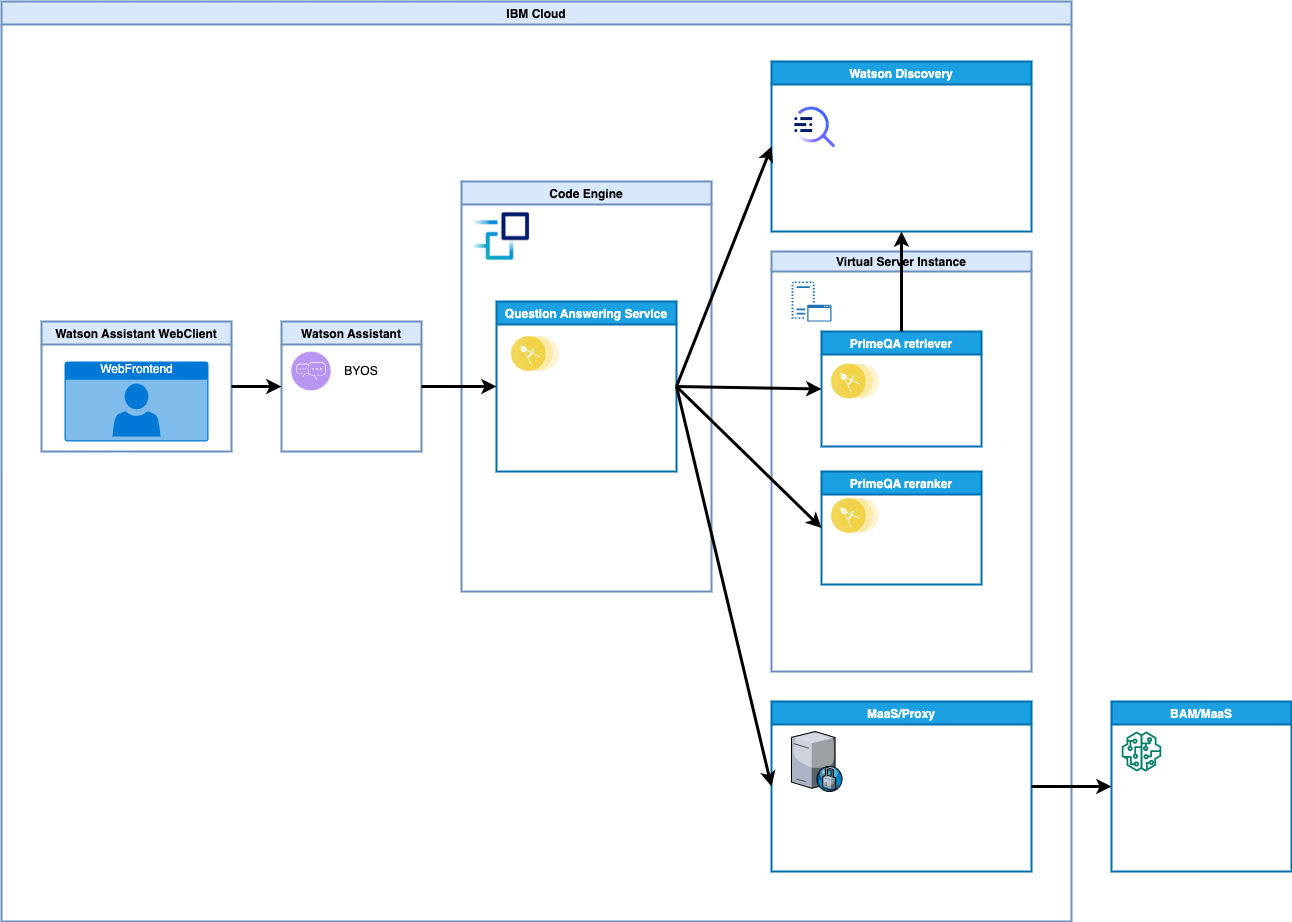 IBM Cloud
Watson Discovery
Code Engine
Virtual Server Instance
Question Answering Service
Watson Assistant WebClient
Watson Assistant
PrimeQA retriever
WebFrontend
BYOS
PrimeQA reranker
MaaS/Proxy
BAM/MaaS